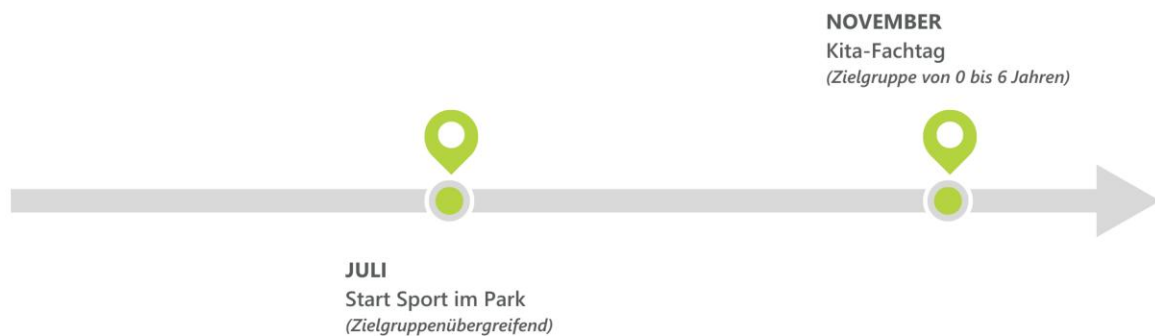 NOVEMBER
Kita-Fachtag
(Zielgruppe von 0 bis 6 Jahren)
JULI
Start Sport im Park
(Zielgruppenübergreifend)